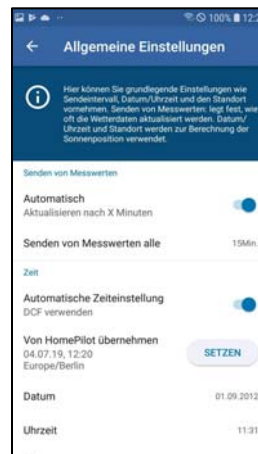 100% 12:2
Allgemeine Einstellungen
Hier können Sie grundlegende Einstellungen wie
Sendeintervall, Datum/Uhrzeit und den Standort
vornehmen. Senden von Messwerten: legt fest, wie
oft die Wetterdaten aktualisiert werden. Datum/
Uhrzeit und Standort werden zur Berechnung der
Sonnenposition verwendet.
Senden von Messwerten
Automatisch
Aktualisieren nach X Minuten
Senden von Messwerten alle 15Min.
Zeit
Automatische Zeiteinstellung
DCF verwenden
Von HomePilot übernehmen
04.07.19, 12:20
Europe/Berlin
SETZEN
Datum 01.09.2012
Uhrzeit 11:31